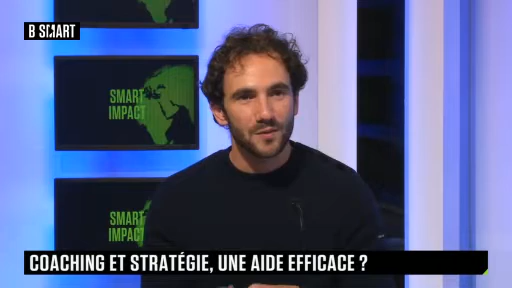 B SMART
SMART
IMPACT
SMART
IMPACT
COACHING ET STRATÉGIE, UNE AIDE EFFICACE ?